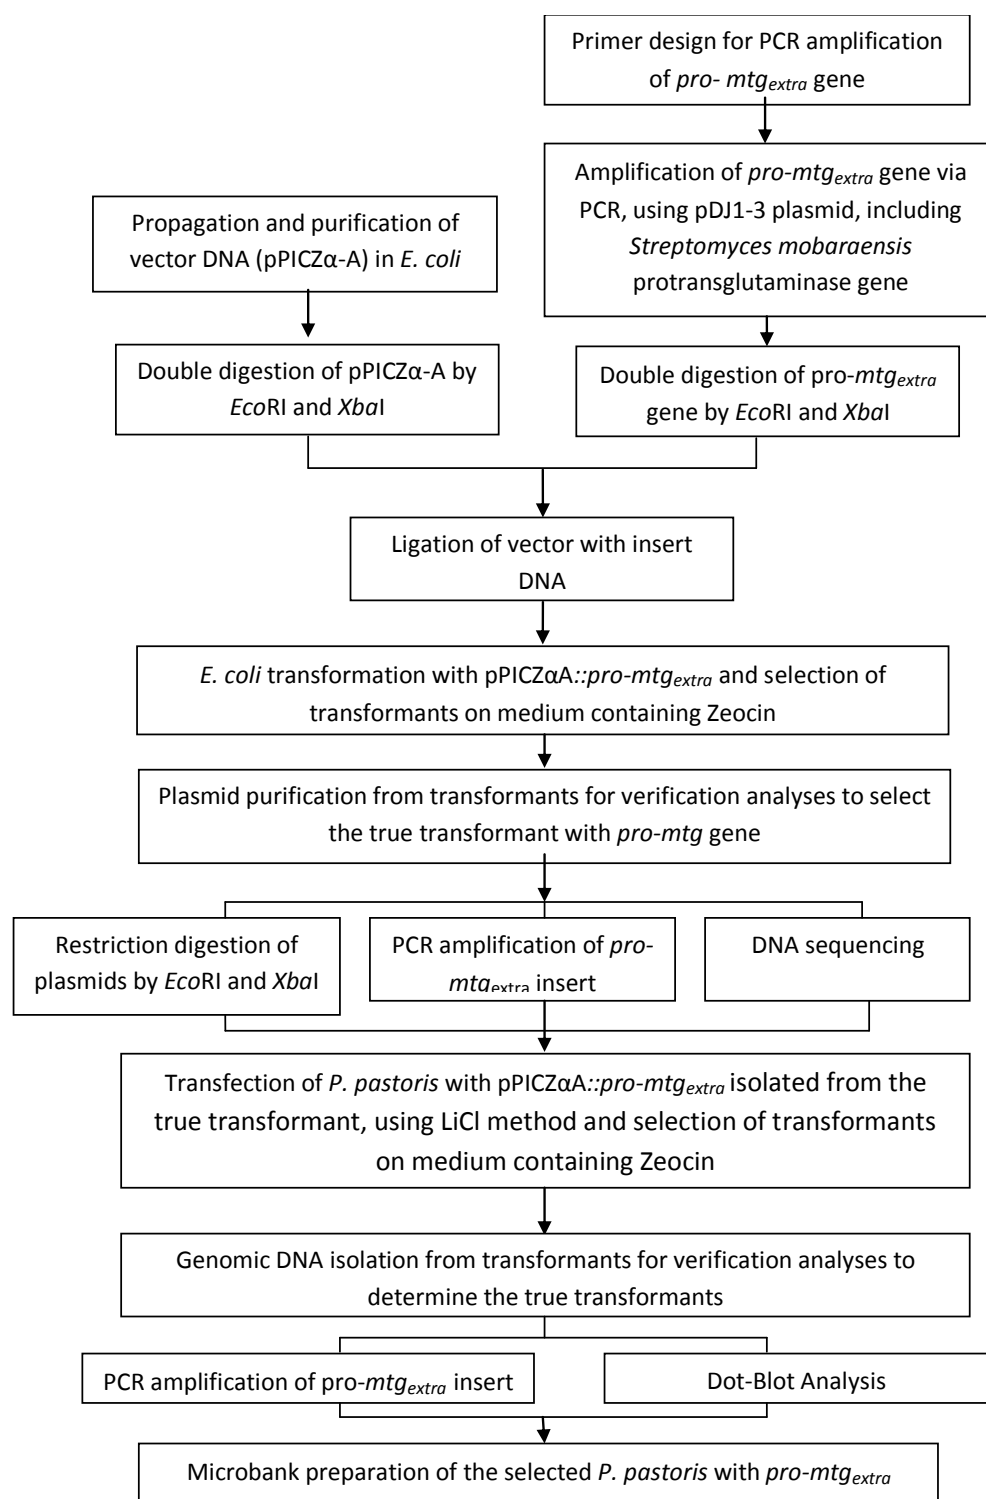 Primer design for PCR amplification
of pro- mtgextra gene
Amplification of pro-mtgextra gene via
PCR, using pDJ1-3 plasmid, including
Streptomyces mobaraensis
protransglutaminase gene
Propagation and purification of
vector DNA (pPICZα-A) in E. coli
Double digestion of pPICZα-A by
EcoRI and XbaI
Double digestion of pro-mtgextra
gene by EcoRI and XbaI
Ligation of vector with insert
DNA
E. coli transformation with pPICZαA::pro-mtgextra and selection of
transformants on medium containing Zeocin
Plasmid purification from transformants for verification analyses to select
the true transformant with pro-mtg gene
Restriction digestion of
plasmids by EcoRI and XbaI
PCR amplification of pro-
mtgextra insert
DNA sequencing
Transfection of P. pastoris with pPICZαA::pro-mtgextra isolated from the
true transformant, using LiCl method and selection of transformants
on medium containing Zeocin
Genomic DNA isolation from transformants for verification analyses to
determine the true transformants
PCR amplification of pro-mtgextra insert
Dot-Blot Analysis
Microbank preparation of the selected P. pastoris with pro-mtgextra